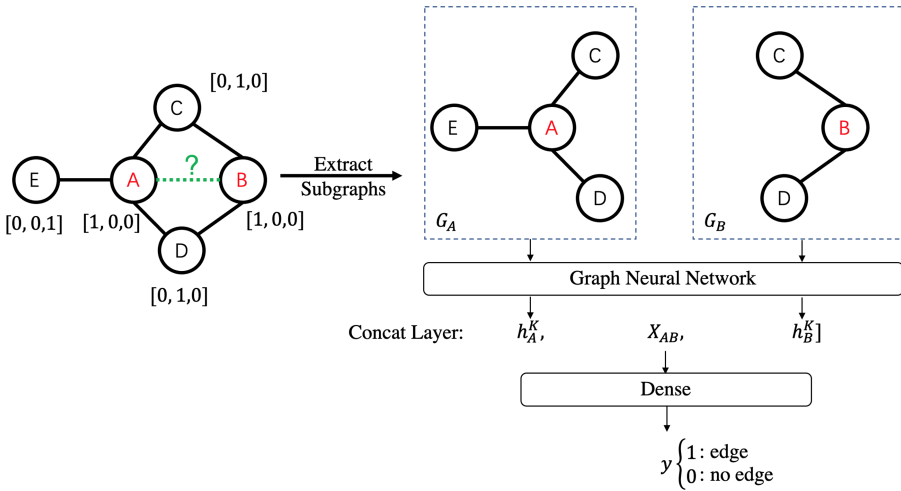 C
[0, 1,0]
E
A
?
B
[0, 0,1]
[1, 0,0]
[1, 0,0]
D
[0, 1,0]
Extract
Subgraphs
C
E
A
D
G_A
C
B
D
G_B
Graph Neural Network
Concat Layer: h_A^K, X_AB, h_B^K]
Dense
y { 1 : edge
0 : no edge